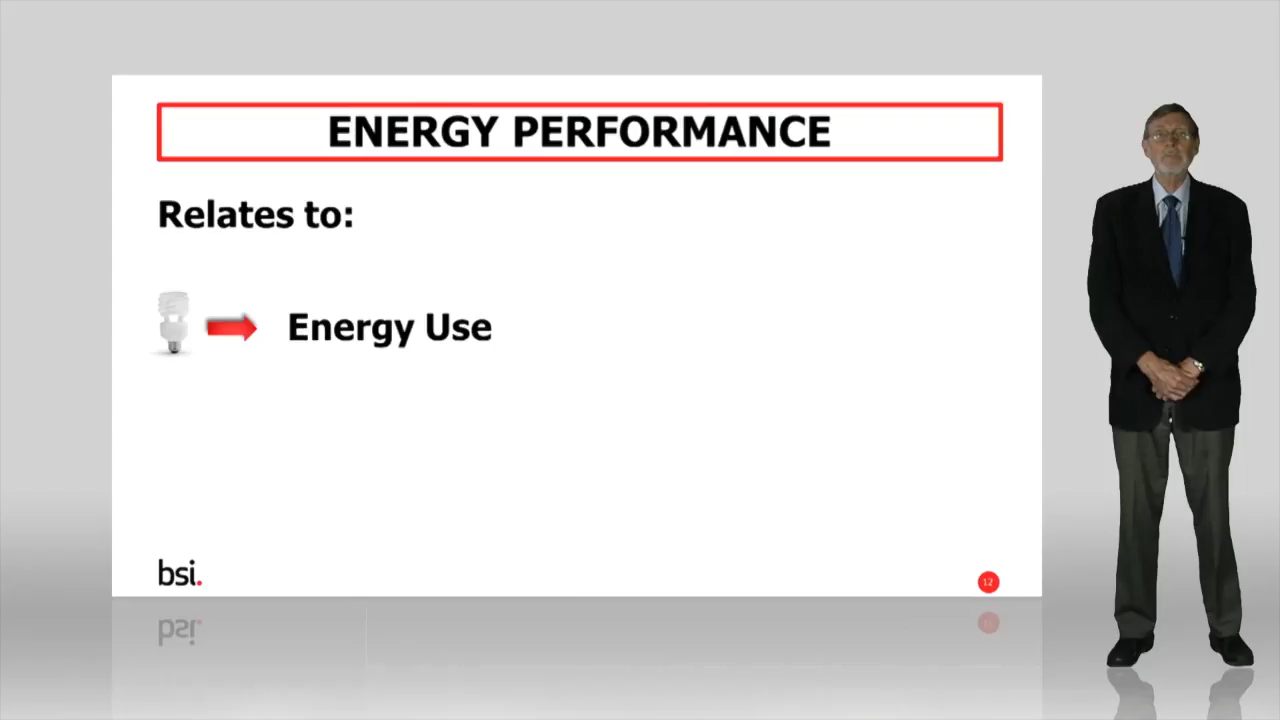 ENERGY PERFORMANCE
Relates to:
Energy Use
bsi.
12